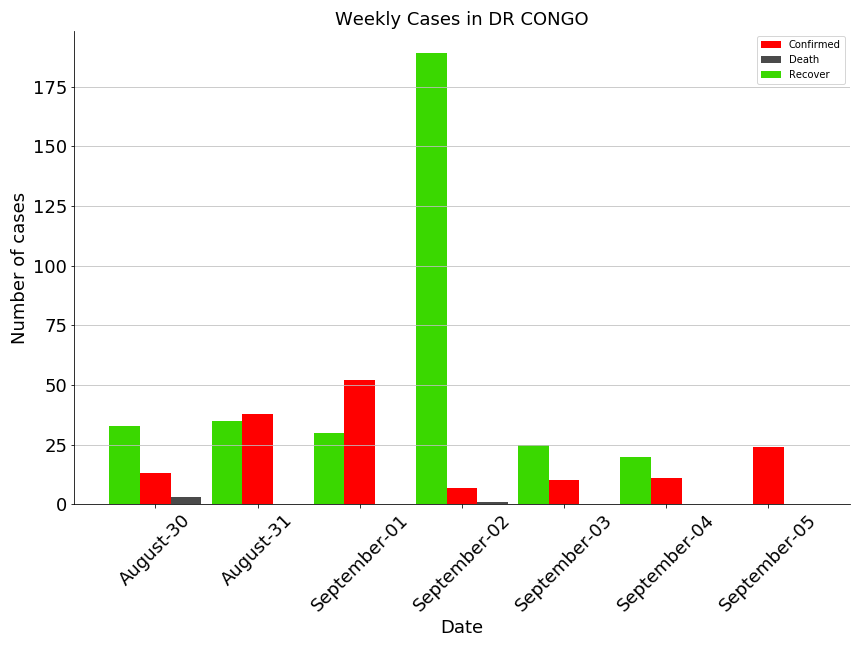 Weekly Cases in DR CONGO
Confirmed
Death
Recover
Number of cases
175
150
125
100
75
50
25
0
August-30
August-31
September-01
September-02
September-03
September-04
September-05
Date